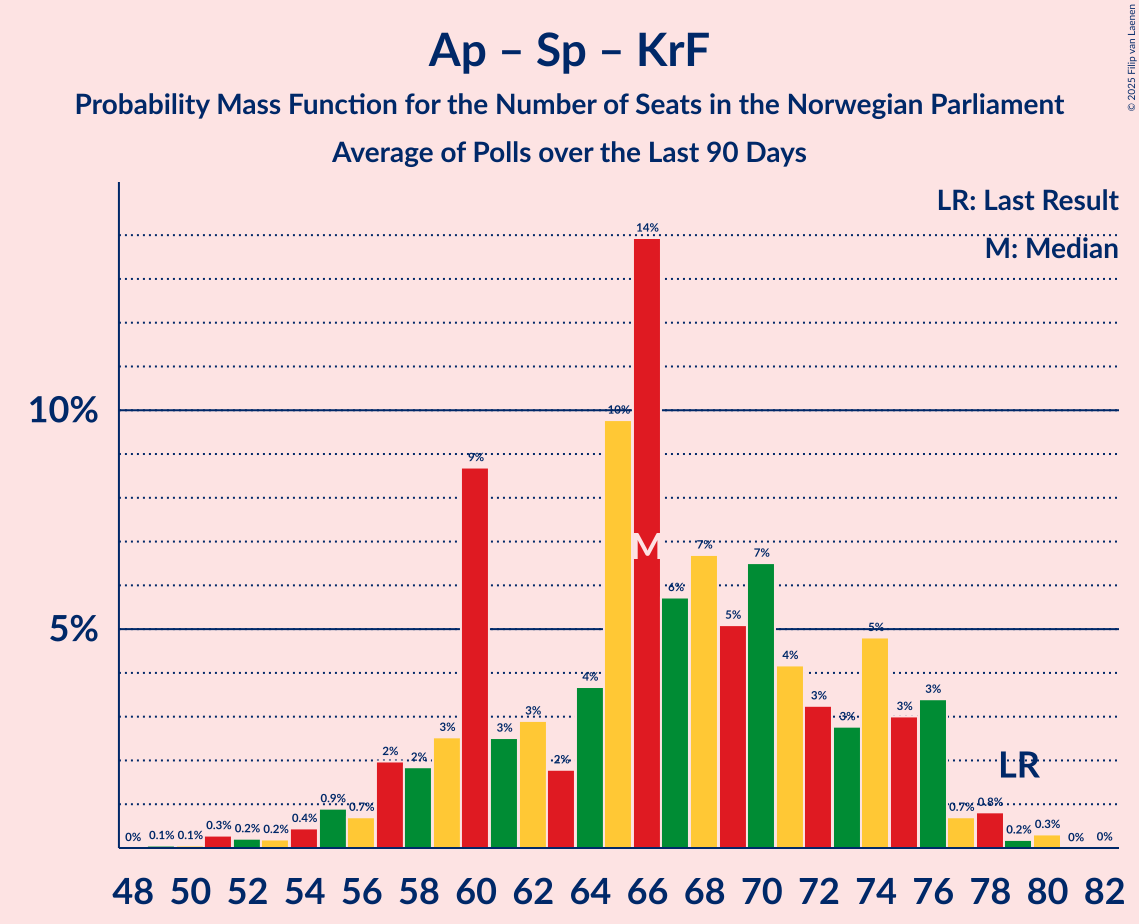 Ap – Sp – KrF
Probability Mass Function for the Number of Seats in the Norwegian Parliament
Average of Polls over the Last 90 Days
© 2025 Filip van Laenen
LR: Last Result
M: Median
10%
5%
0% 0.1% 0.1% 0.3% 0.2% 0.2% 0.4% 0.9% 0.7% 2% 2% 3% 9% 3% 3% 2% 4% 10% 14% 6% 7% 5% 7% 4% 3% 3% 5% 3% 3% 0.7% 0.8% 0.2% 0.3% 0% 0%
M
LR
48 50 52 54 56 58 60 62 64 66 68 70 72 74 76 78 80 82